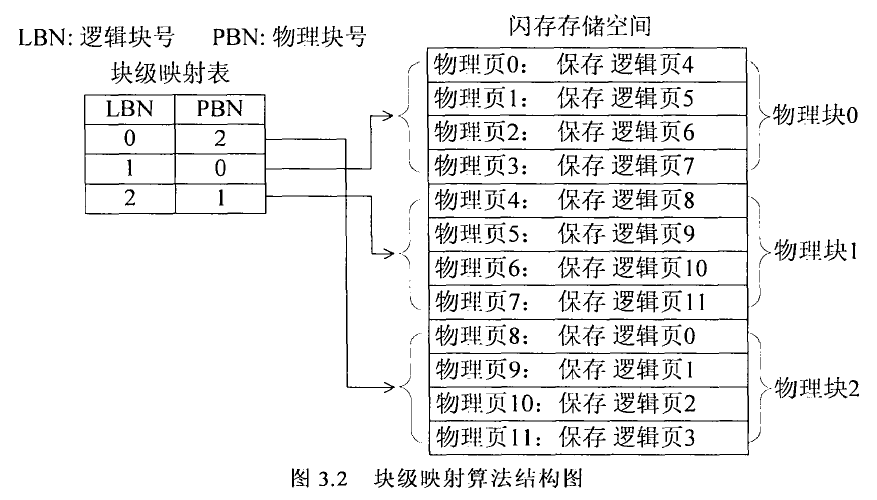 LBN: 逻辑块号 PBN: 物理块号
块级映射表
LBN PBN
0 2
1 0
2 1
闪存存储空间
物理页0： 保存 逻辑页4
物理页1： 保存 逻辑页5
物理页2： 保存 逻辑页6
物理页3： 保存 逻辑页7
物理块0
物理页4： 保存 逻辑页8
物理页5： 保存 逻辑页9
物理页6： 保存 逻辑页10
物理页7： 保存 逻辑页11
物理块1
物理页8： 保存 逻辑页0
物理页9： 保存 逻辑页1
物理页10： 保存 逻辑页2
物理页11： 保存 逻辑页3
物理块2
图 3.2 块级映射算法结构图